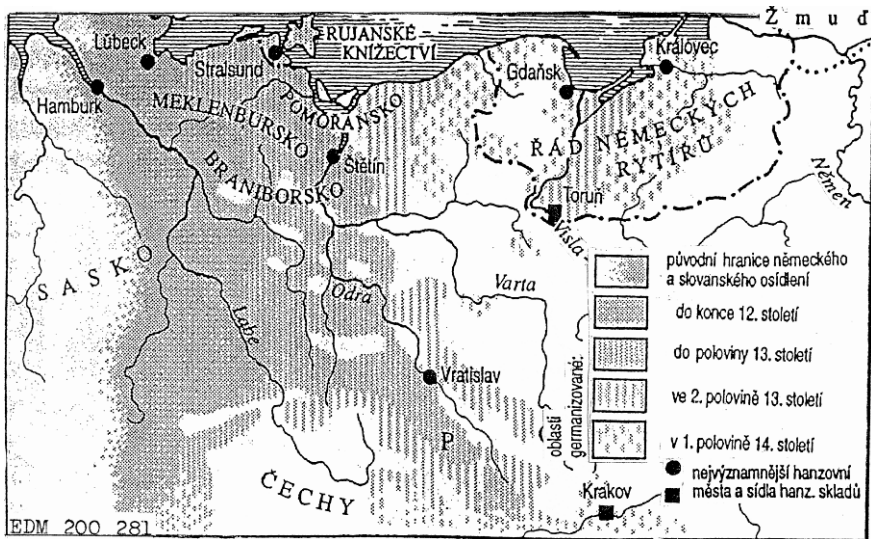 Žmuď
Lübeck
RUJANSKÉ
KNÍŽECTVÍ
Stralsund
Hamburk
MEKLENBURSKO
POMOŘANSKO
Gdaňsk
Královec
ŘÁD NĚMECKÝCH
RYTÍŘŮ
BRANIBORSKO
Štětín
Toruň
Visla
Němen
SASKO
Labe
Odra
Varta
Vratislav
P
ČECHY
Krakov
původní hranice německého
a slovanského osídlení
do konce 12. století
do poloviny 13. století
ve 2. polovině 13. století
v 1. polovině 14. století
oblasti
germanizované:
nejvýznamnější hanzovní
města a sídla hanz. skladů
EDM 200 281